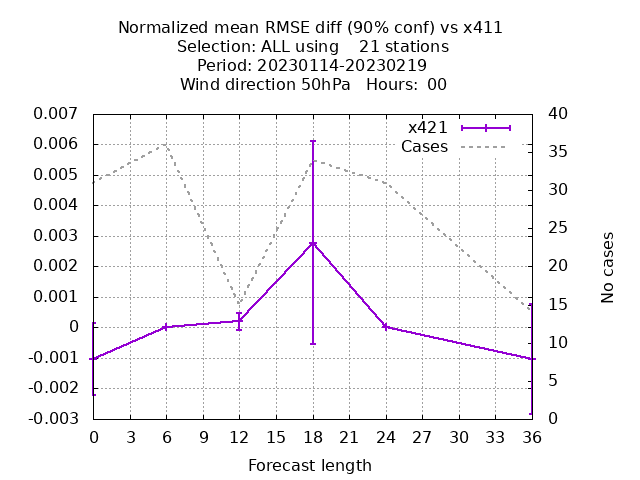 Normalized mean RMSE diff (90% conf) vs x411
Selection: ALL using    21 stations
Period: 20230114-20230219
Wind direction 50hPa   Hours:  00
0.007
0.006
0.005
0.004
0.003
0.002
0.001
0
-0.001
-0.002
-0.003
x421
Cases
40
35
30
25
20
15
10
5
0
No cases
0 3 6 9 12 15 18 21 24 27 30 33 36
Forecast length